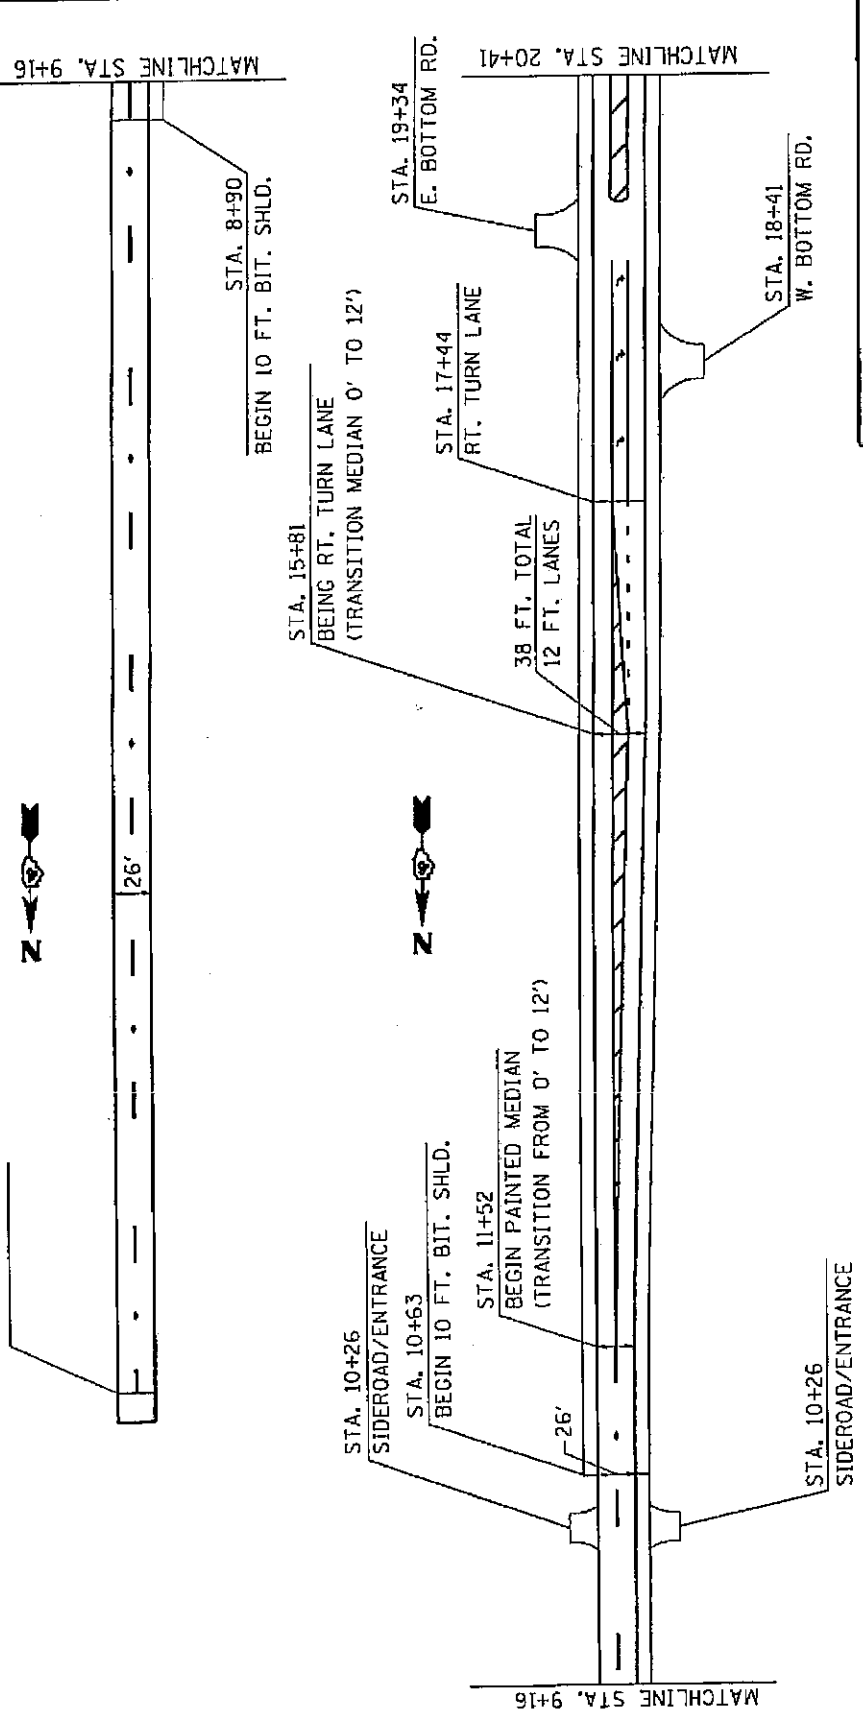 MATCHLINE STA. 9+16
STA. 8+90
BEGIN 10 FT. BIT. SHLD.
26'
N
MATCHLINE STA. 20+41
STA. 19+34
E. BOTTOM RD.
STA. 18+41
W. BOTTOM RD.
STA. 17+44
RT. TURN LANE
STA. 15+81
BEING RT. TURN LANE
(TRANSITION MEDIAN 0' TO 12')
38 FT. TOTAL
12 FT. LANES
N
STA. 11+52
BEGIN PAINTED MEDIAN
(TRANSITION FROM 0' TO 12')
STA. 10+63
BEGIN 10 FT. BIT. SHLD.
STA. 10+26
SIDEROAD/ENTRANCE
26'
STA. 10+26
SIDEROAD/ENTRANCE
MATCHLINE STA. 9+16